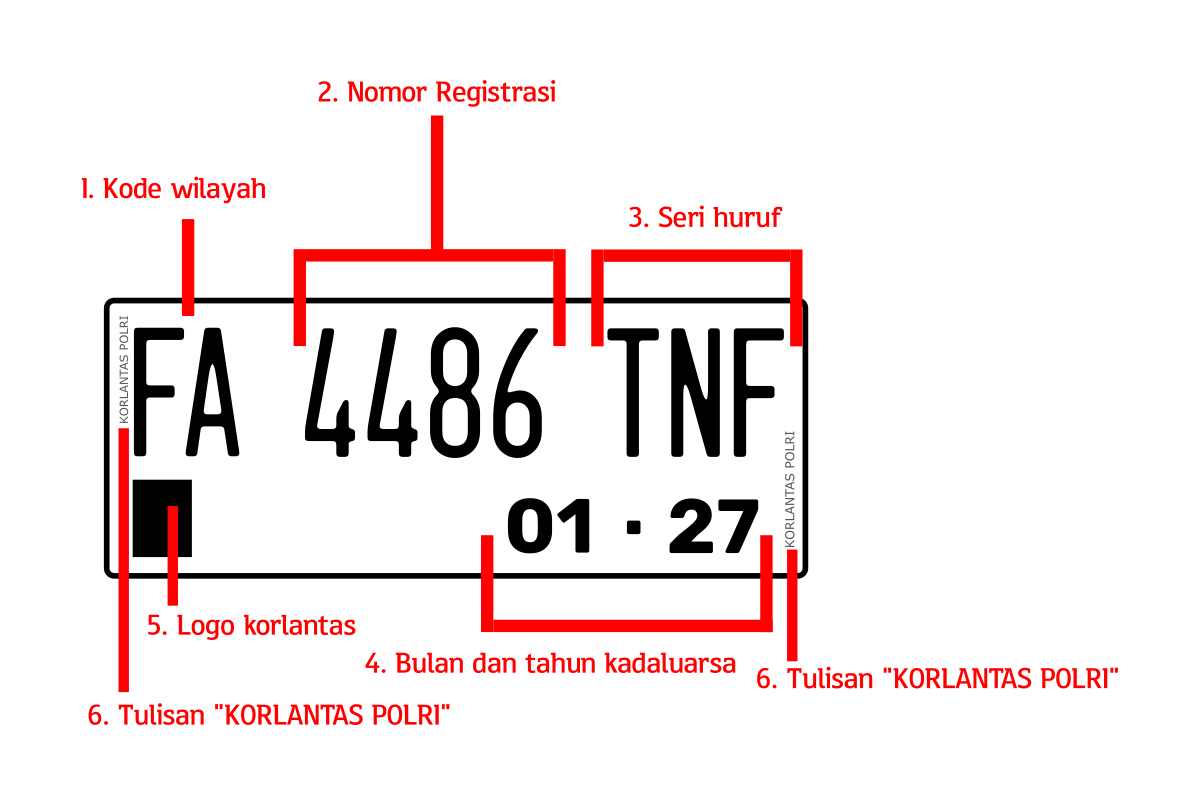 2. Nomor Registrasi
1. Kode wilayah
3. Seri huruf
KORLANTAS POLRI
FA 4486 TNF
KORLANTAS POLRI
01 · 27
5. Logo korlantas
4. Bulan dan tahun kadaluarsa
6. Tulisan "KORLANTAS POLRI"
6. Tulisan "KORLANTAS POLRI"